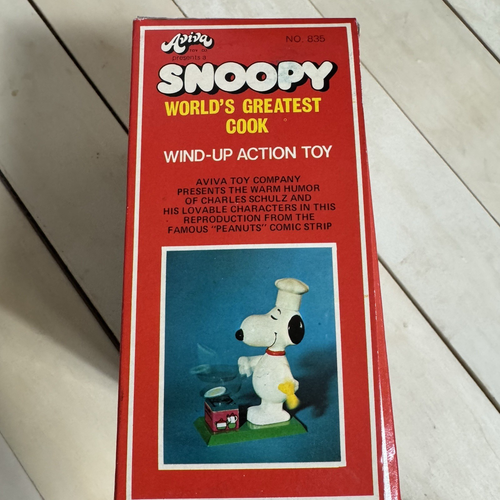 Aviva
NO. 835
presents a
SNOOPY
WORLD'S GREATEST
COOK
WIND-UP ACTION TOY
AVIVA TOY COMPANY
PRESENTS THE WARM HUMOR
OF CHARLES SCHULZ AND
HIS LOVABLE CHARACTERS IN THIS
REPRODUCTION FROM THE
FAMOUS "PEANUTS" COMIC STRIP